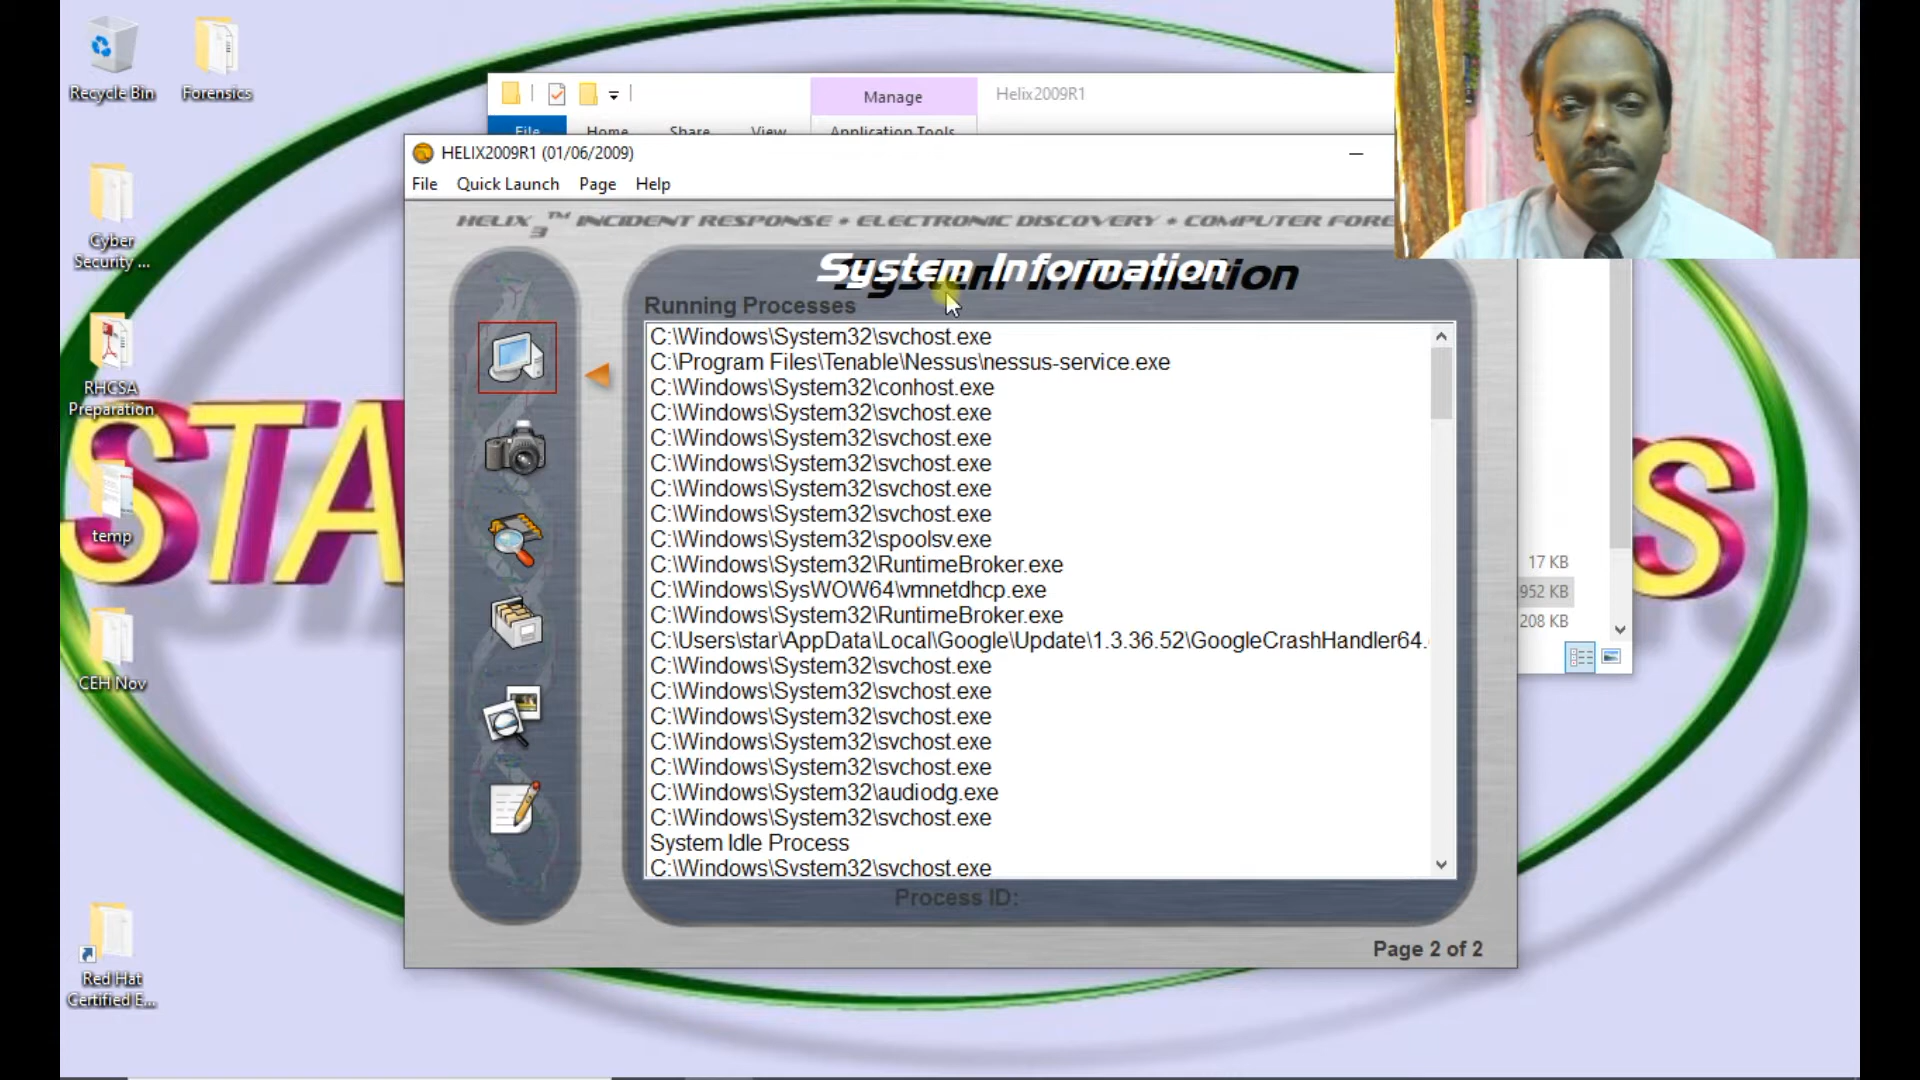 Recycle Bin
Forensics
Cyber
Security ...
RHCSA
Preparation
temp
CEH Nov
Red Hat
Certified E...
STA
S
Manage
Helix2009R1
File
Home
Share
View
Application Tools
HELIX2009R1 (01/06/2009)
File
Quick Launch
Page
Help
HELIX3™ INCIDENT RESPONSE • ELECTRONIC DISCOVERY • COMPUTER FORE
System Information
Running Processes
C:\Windows\System32\svchost.exe
C:\Program Files\Tenable\Nessus\nessus-service.exe
C:\Windows\System32\conhost.exe
C:\Windows\System32\svchost.exe
C:\Windows\System32\svchost.exe
C:\Windows\System32\svchost.exe
C:\Windows\System32\svchost.exe
C:\Windows\System32\svchost.exe
C:\Windows\System32\spoolsv.exe
C:\Windows\System32\RuntimeBroker.exe
C:\Windows\SysWOW64\vmnetdhcp.exe
C:\Windows\System32\RuntimeBroker.exe
C:\Users\star\AppData\Local\Google\Update\1.3.36.52\GoogleCrashHandler64.
C:\Windows\System32\svchost.exe
C:\Windows\System32\svchost.exe
C:\Windows\System32\svchost.exe
C:\Windows\System32\svchost.exe
C:\Windows\System32\svchost.exe
C:\Windows\System32\audiodg.exe
C:\Windows\System32\svchost.exe
System Idle Process
C:\Windows\System32\svchost.exe
Process ID:
Page 2 of 2
17 KB
952 KB
208 KB